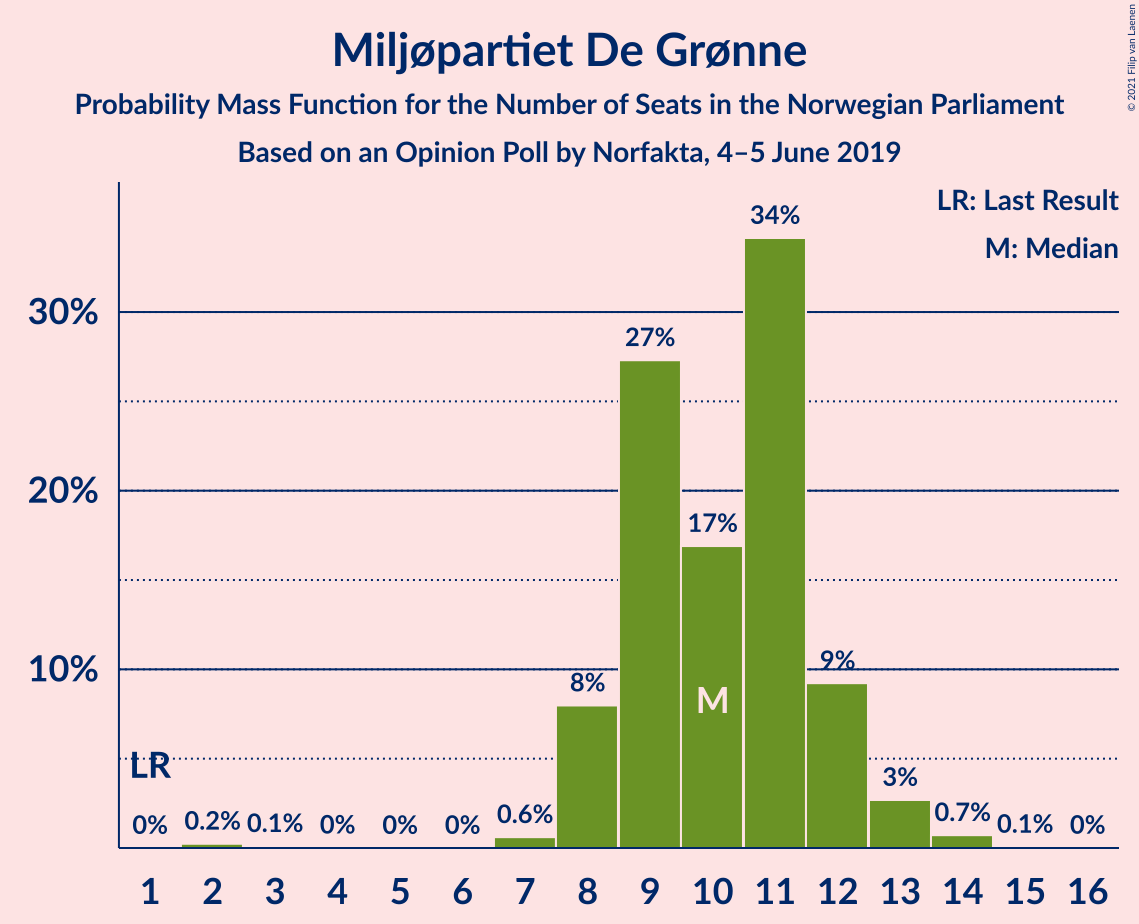 Miljøpartiet De Grønne
Probability Mass Function for the Number of Seats in the Norwegian Parliament
Based on an Opinion Poll by Norfakta, 4–5 June 2019
© 2021 Filip van Laenen
LR: Last Result
M: Median
34%
30%
27%
20%
17%
10%
9%
8%
M
LR
3%
0% 0.2% 0.1% 0% 0% 0% 0.6% 0.7% 0.1% 0%
1 2 3 4 5 6 7 8 9 10 11 12 13 14 15 16